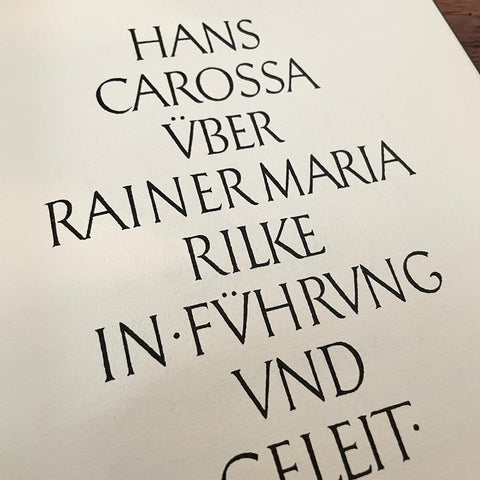 HANS
CAROSSA
V̈BER
RAINER MARIA
RILKE
IN·FV̈HRVNG
VND
GELEIT·